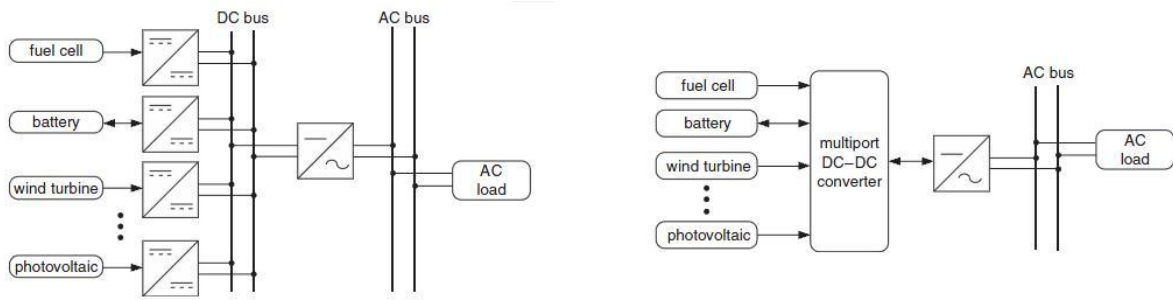 DC bus
AC bus
fuel cell
battery
wind turbine
photovoltaic
AC
load
AC bus
fuel cell
battery
wind turbine
photovoltaic
multiport
DC–DC
converter
AC
load